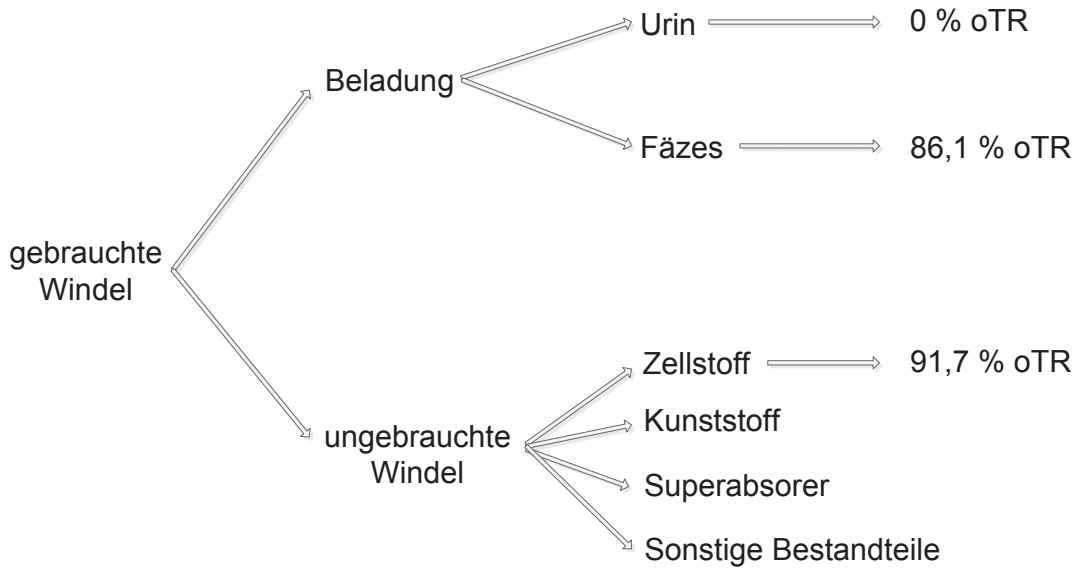 Urin
0 % oTR
Beladung
Fäzes
86,1 % oTR
gebrauchte
Windel
Zellstoff
91,7 % oTR
Kunststoff
ungebrauchte
Windel
Superabsorer
Sonstige Bestandteile